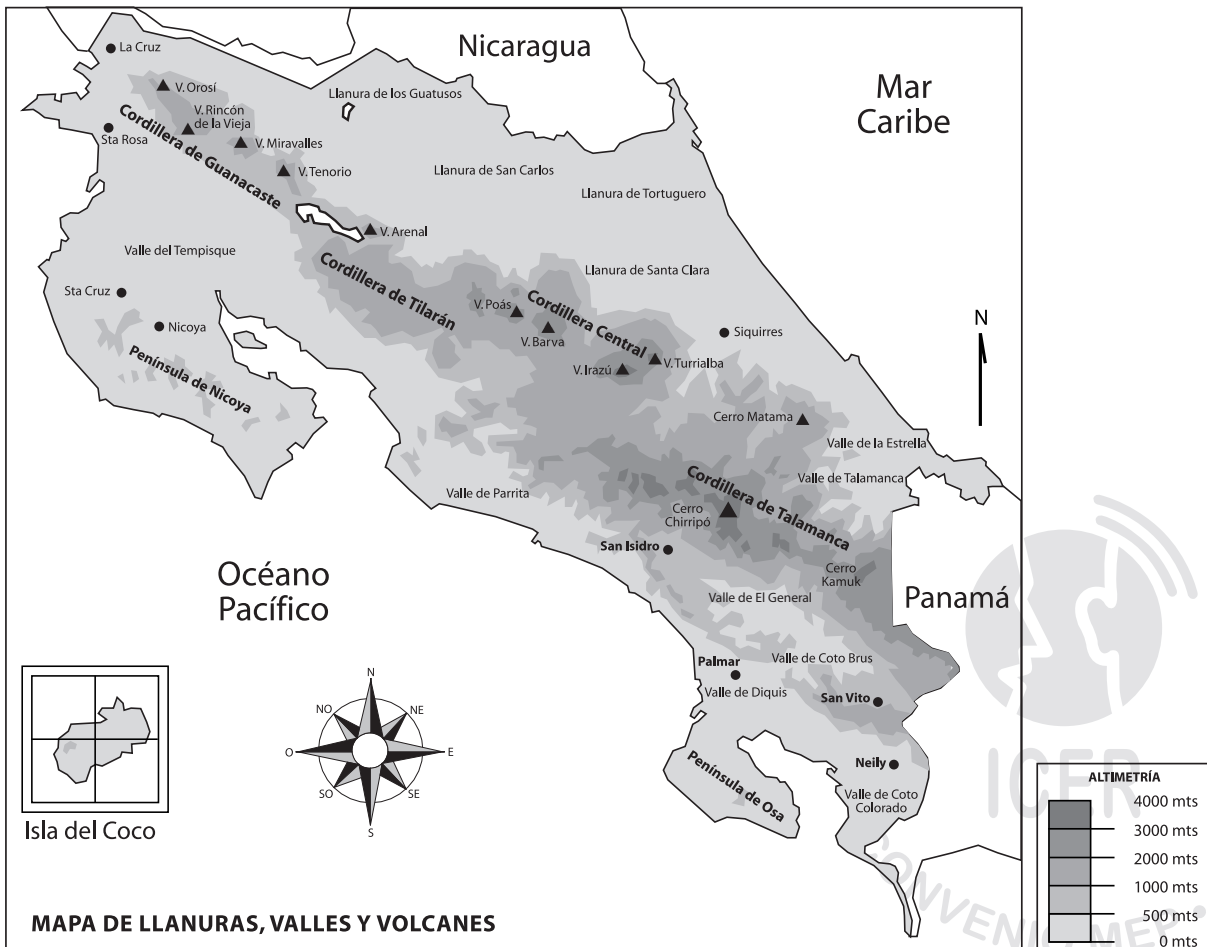 Nicaragua
Mar
Caribe
La Cruz
V. Orosí
Llanura de los Guatusos
V. Rincón
de la Vieja
Cordillera de Guanacaste
Sta Rosa
V. Miravalles
V. Tenorio
Llanura de San Carlos
Llanura de Tortuguero
V. Arenal
Valle del Tempisque
Llanura de Santa Clara
Cordillera de Tilarán
Sta Cruz
V. Poás
Cordillera Central
Nicoya
V. Barva
Siquirres
N
Península de Nicoya
V. Irazú
V. Turrialba
Cerro Matama
Valle de la Estrella
Cordillera de Talamanca
Valle de Talamanca
Valle de Parrita
Cerro
Chirripó
San Isidro
Océano
Pacífico
Cerro
Kamuk
Valle de El General
Panamá
Palmar
Valle de Coto Brus
Valle de Diquis
San Vito
Península de Osa
Neily
Valle de Coto
Colorado
N
NO
NE
O
E
SO
SE
S
Isla del Coco
ICER
ALTIMETRÍA
4000 mts
3000 mts
2000 mts
1000 mts
500 mts
0 mts
MAPA DE LLANURAS, VALLES Y VOLCANES